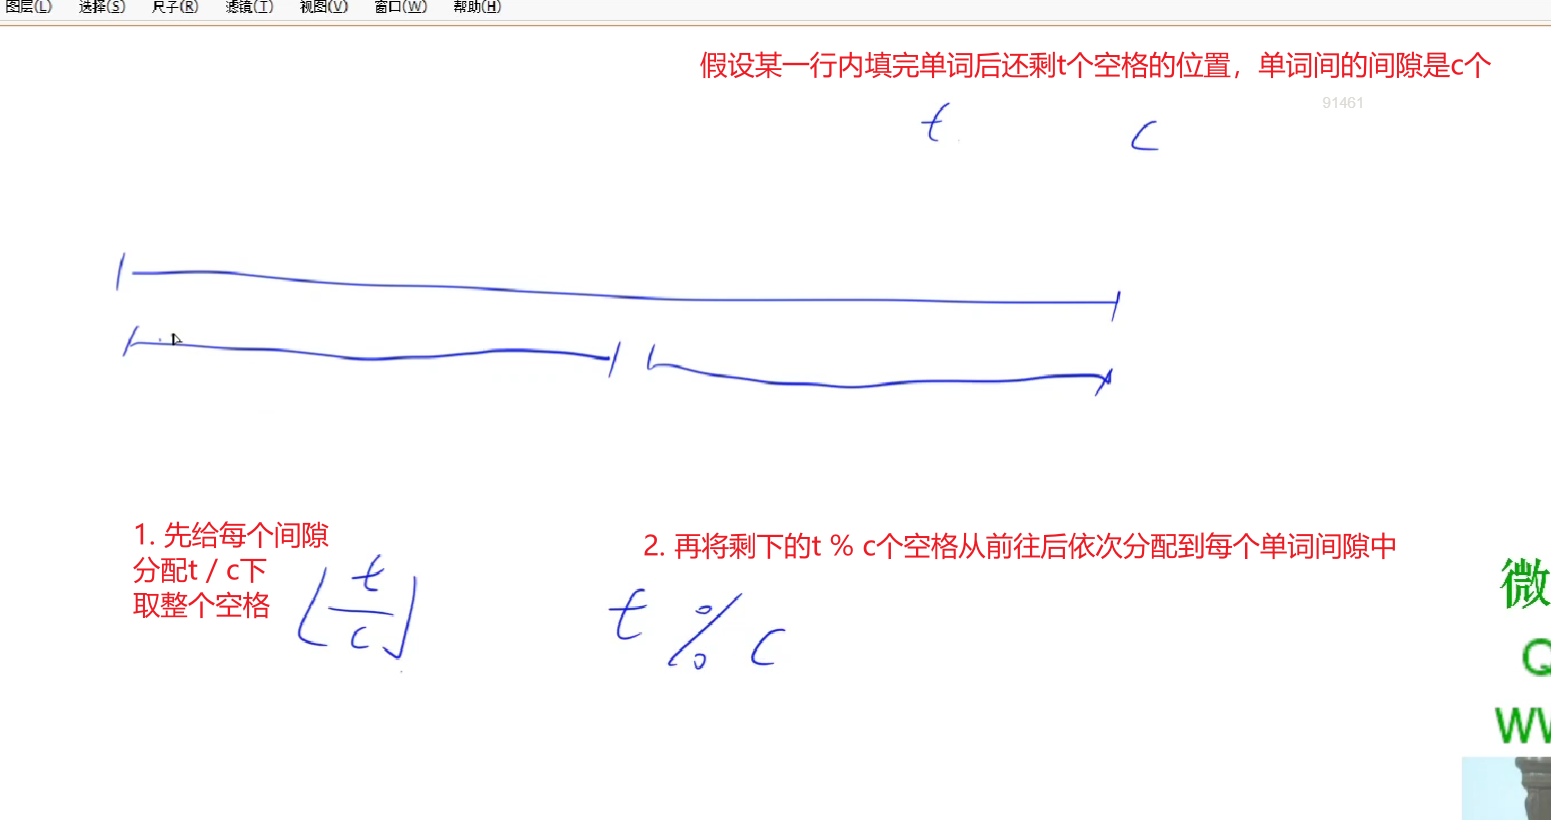 图层(L) 选择(S) 尺子(R) 滤镜(T) 视图(V) 窗口(W) 帮助(H)
假设某一行内填完单词后还剩t个空格的位置，单词间的间隙是c个
91461
t c
1. 先给每个间隙
分配t / c下
取整个空格
⌊t/c⌋
2. 再将剩下的t % c个空格从前往后依次分配到每个单词间隙中
t % c
微
Q